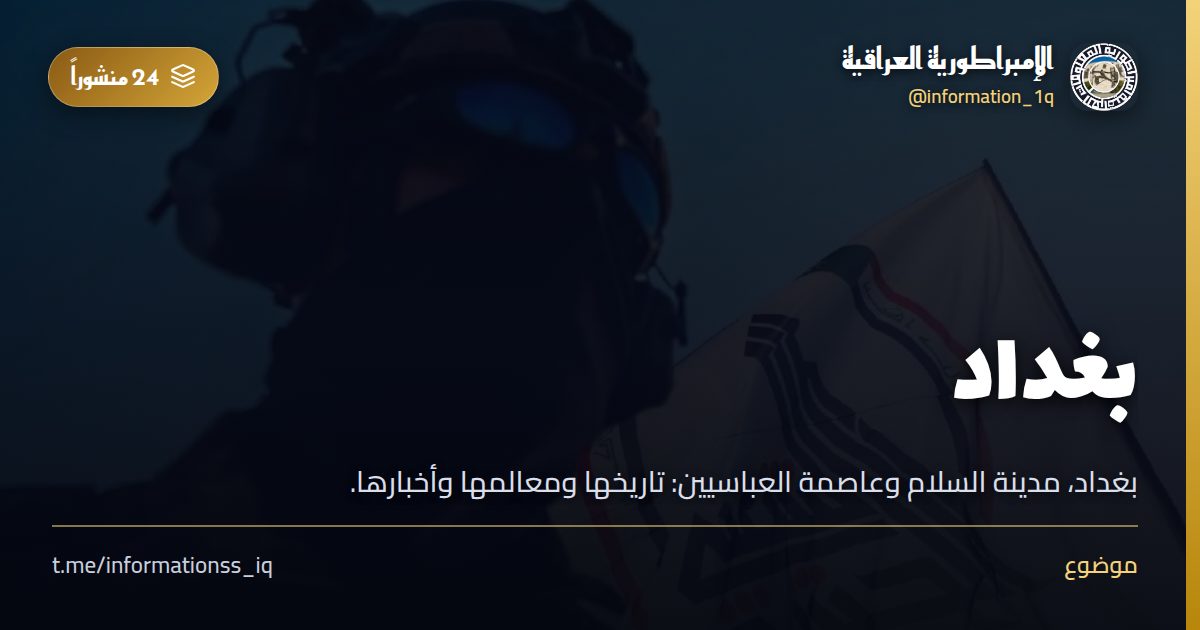 الإمبراطورية العراقية
@information_1q
24 منشوراً
بغداد
بغداد، مدينة السلام وعاصمة العباسيين: تاريخها ومعالمها وأخبارها.
موضوع
t.me/informationss_iq